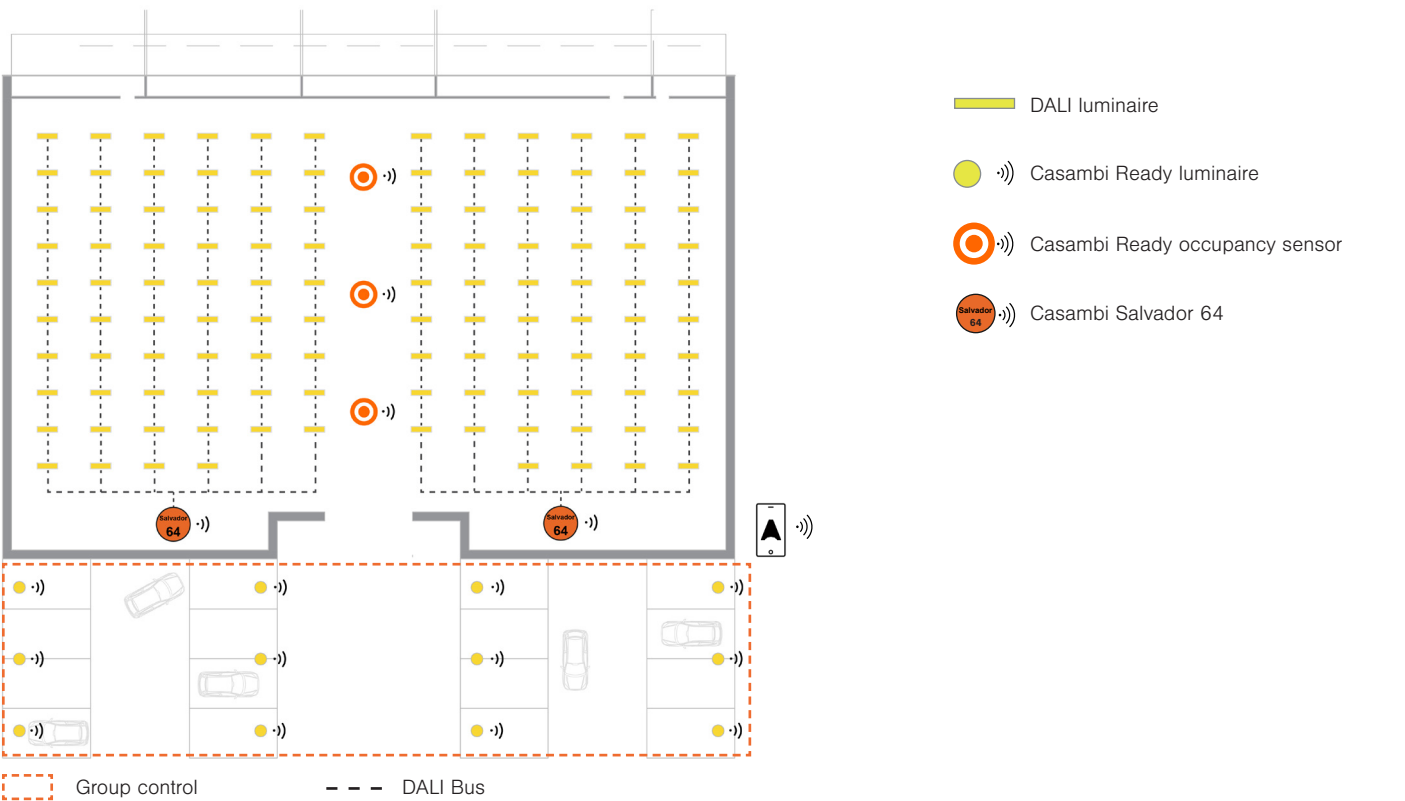 DALI luminaire
Casambi Ready luminaire
Casambi Ready occupancy sensor
Salvador
64
Casambi Salvador 64
Salvador
64
Salvador
64
Group control
DALI Bus